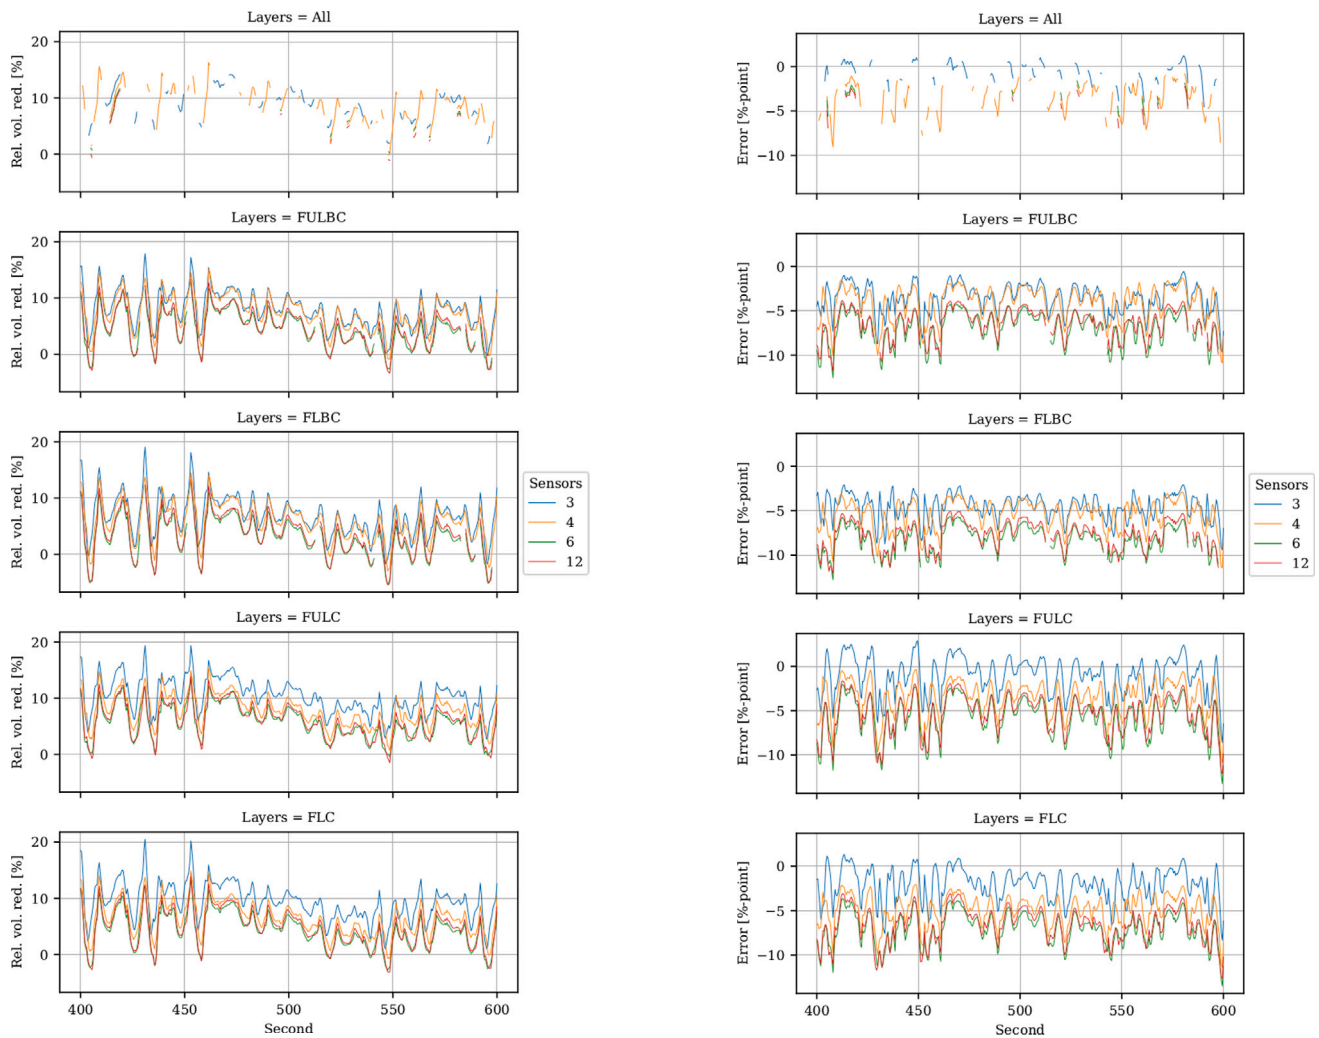 Layers = All
Rel. vol. red. [%]
20
10
0
Layers = FULBC
Rel. vol. red. [%]
20
10
0
Layers = FLBC
Rel. vol. red. [%]
20
10
0
Sensors
3
4
6
12
Layers = FULC
Rel. vol. red. [%]
20
10
0
Layers = FLC
Rel. vol. red. [%]
20
10
0
400 450 500 550 600
Second
Layers = All
Error [%-point]
0
−5
−10
Layers = FULBC
Error [%-point]
0
−5
−10
Layers = FLBC
Error [%-point]
0
−5
−10
Sensors
3
4
6
12
Layers = FULC
Error [%-point]
0
−5
−10
Layers = FLC
Error [%-point]
0
−5
−10
400 450 500 550 600
Second